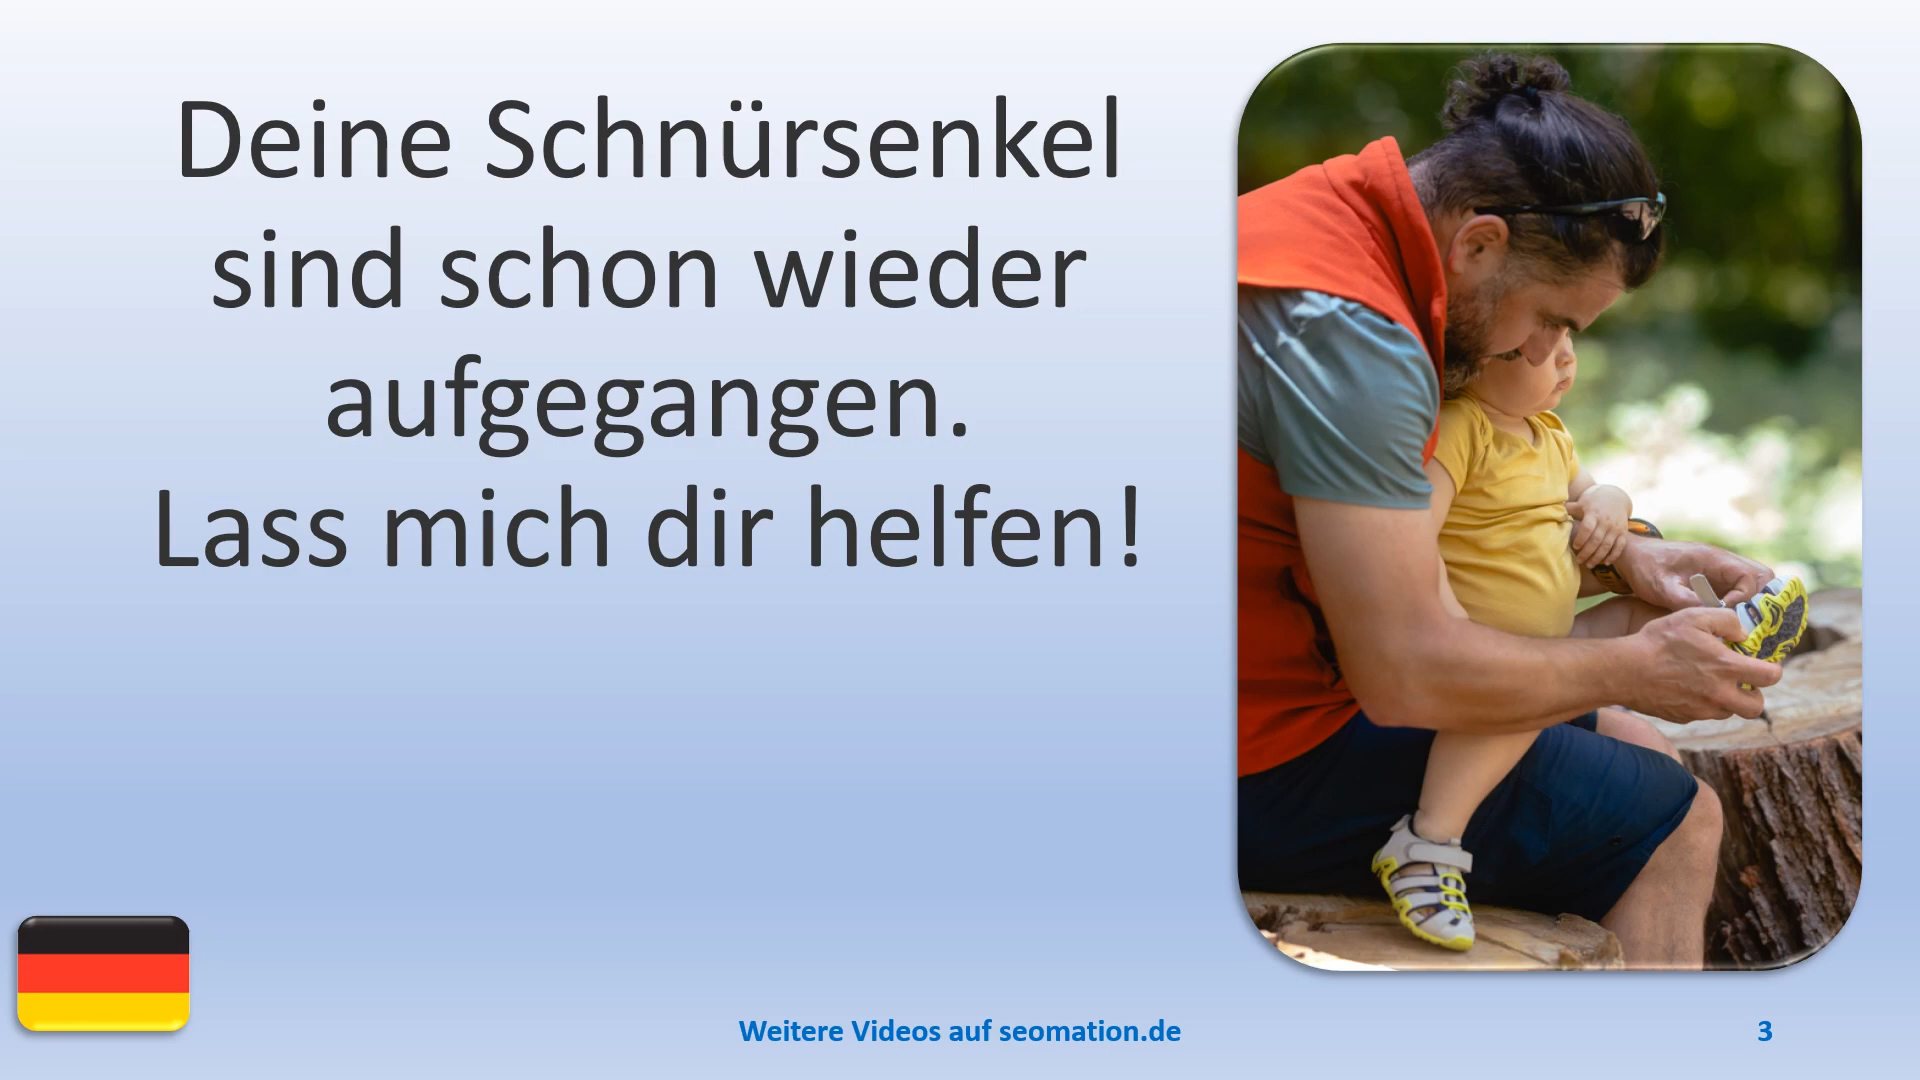 Deine Schnürsenkel
sind schon wieder
aufgegangen.
Lass mich dir helfen!
Weitere Videos auf seomation.de
3